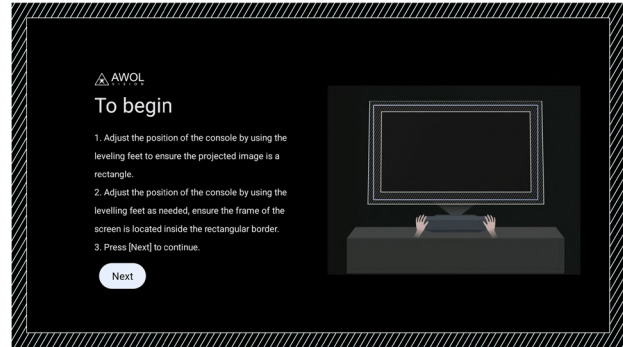 AWOL
VISION
To begin
1. Adjust the position of the console by using the
leveling feet to ensure the projected image is a
rectangle.
2. Adjust the position of the console by using the
levelling feet as needed, ensure the frame of the
screen is located inside the rectangular border.
3. Press [Next] to continue.
Next